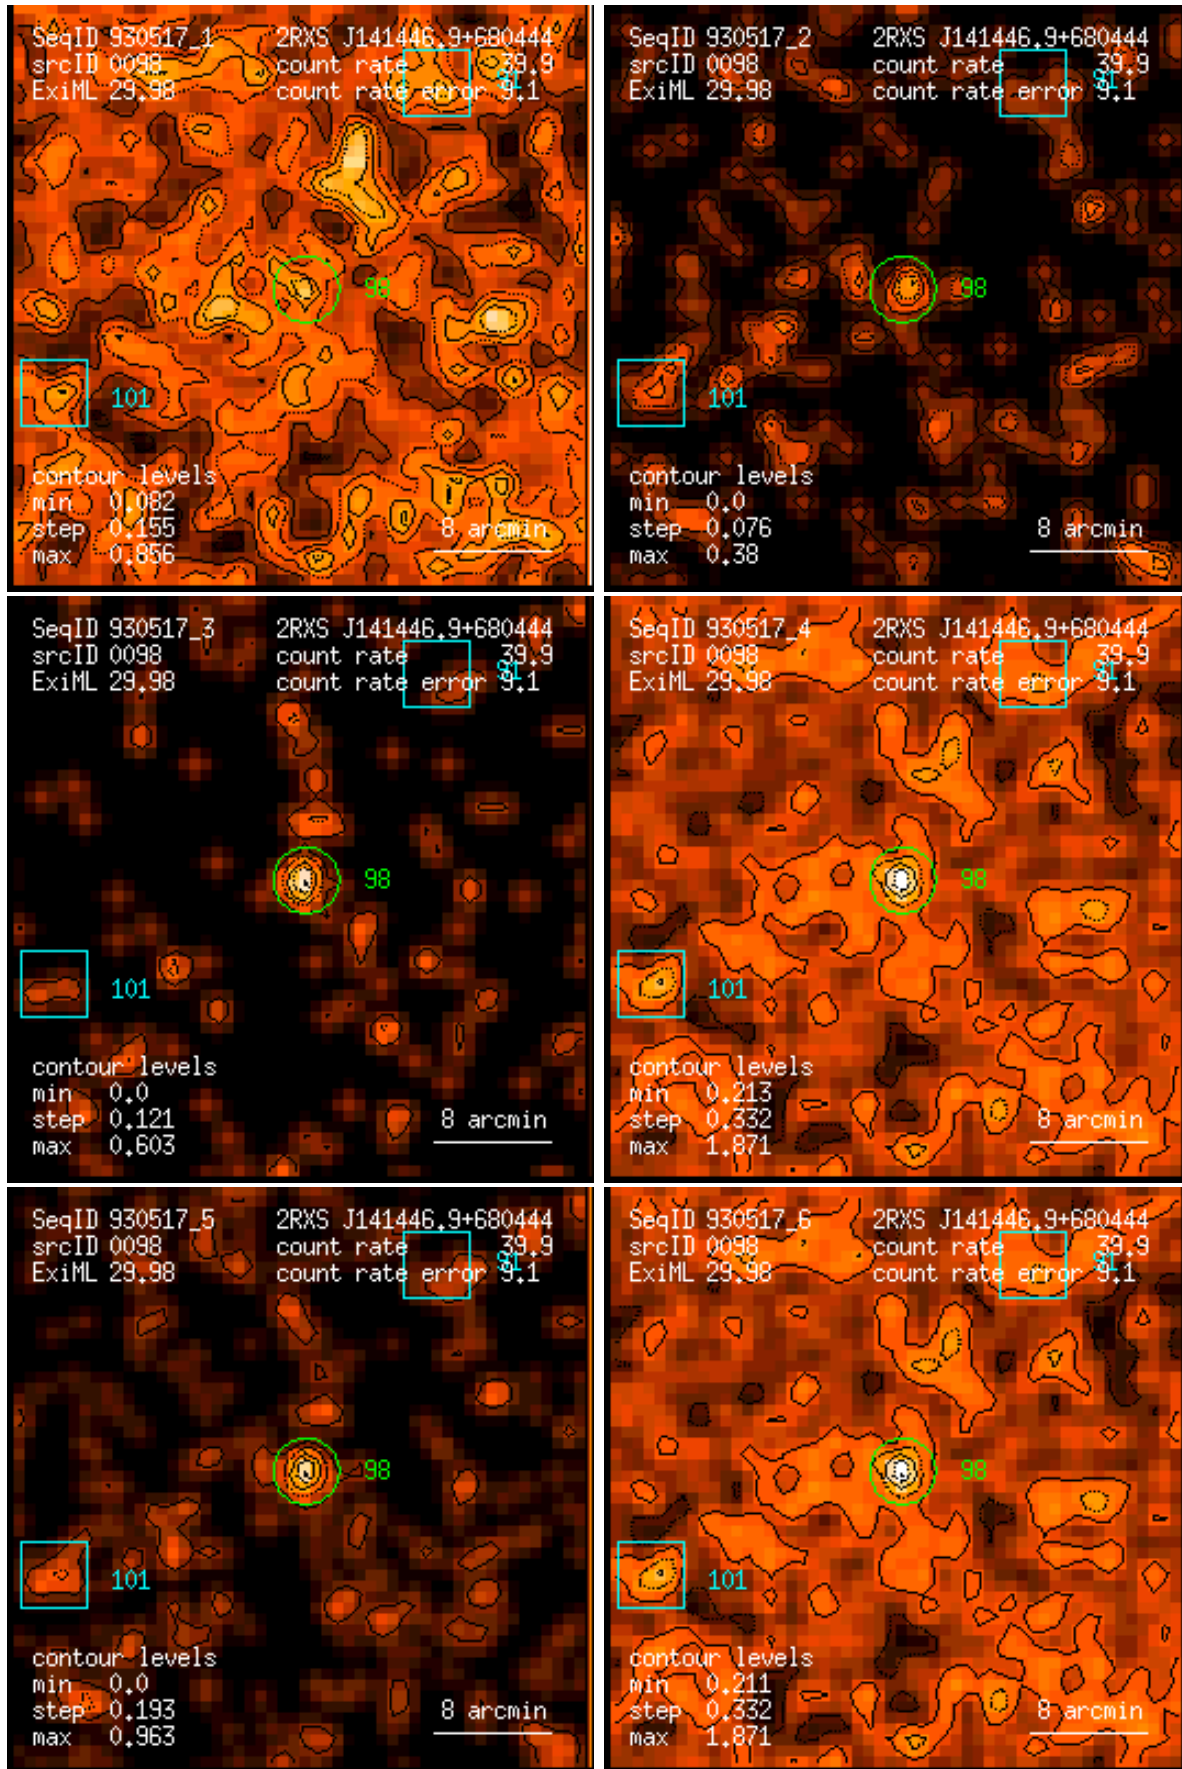 SeqID 930517_1 2RXS J141446.9+680444
srcID 0098 count rate 39.9
ExiML 29.98 count rate error 9.1
98
101
contour levels
min 0.082
step 0.155 8 arcmin
max 0.856
SeqID 930517_2 2RXS J141446.9+680444
srcID 0098 count rate 39.9
ExiML 29.98 count rate error 9.1
98
101
contour levels
min 0.0
step 0.076 8 arcmin
max 0.38
SeqID 930517_3 2RXS J141446.9+680444
srcID 0098 count rate 39.9
ExiML 29.98 count rate error 9.1
98
101
contour levels
min 0.0
step 0.121 8 arcmin
max 0.603
SeqID 930517_4 2RXS J141446.9+680444
srcID 0098 count rate 39.9
ExiML 29.98 count rate error 9.1
98
101
contour levels
min 0.213
step 0.332 8 arcmin
max 1.871
SeqID 930517_5 2RXS J141446.9+680444
srcID 0098 count rate 39.9
ExiML 29.98 count rate error 9.1
98
101
contour levels
min 0.0
step 0.193 8 arcmin
max 0.963
SeqID 930517_6 2RXS J141446.9+680444
srcID 0098 count rate 39.9
ExiML 29.98 count rate error 9.1
98
101
contour levels
min 0.211
step 0.332 8 arcmin
max 1.871